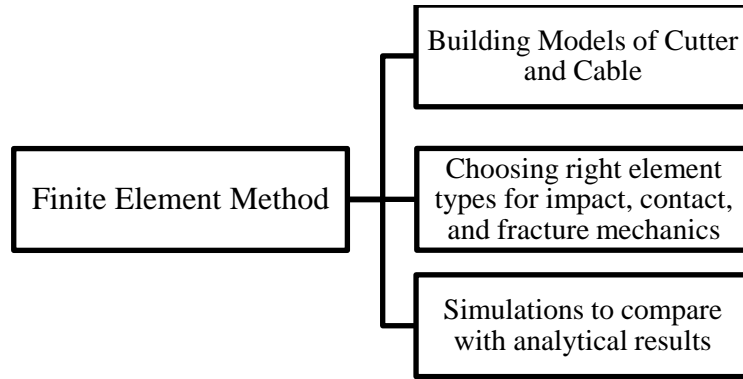 Building Models of Cutter
and Cable
Finite Element Method
Choosing right element
types for impact, contact,
and fracture mechanics
Simulations to compare
with analytical results